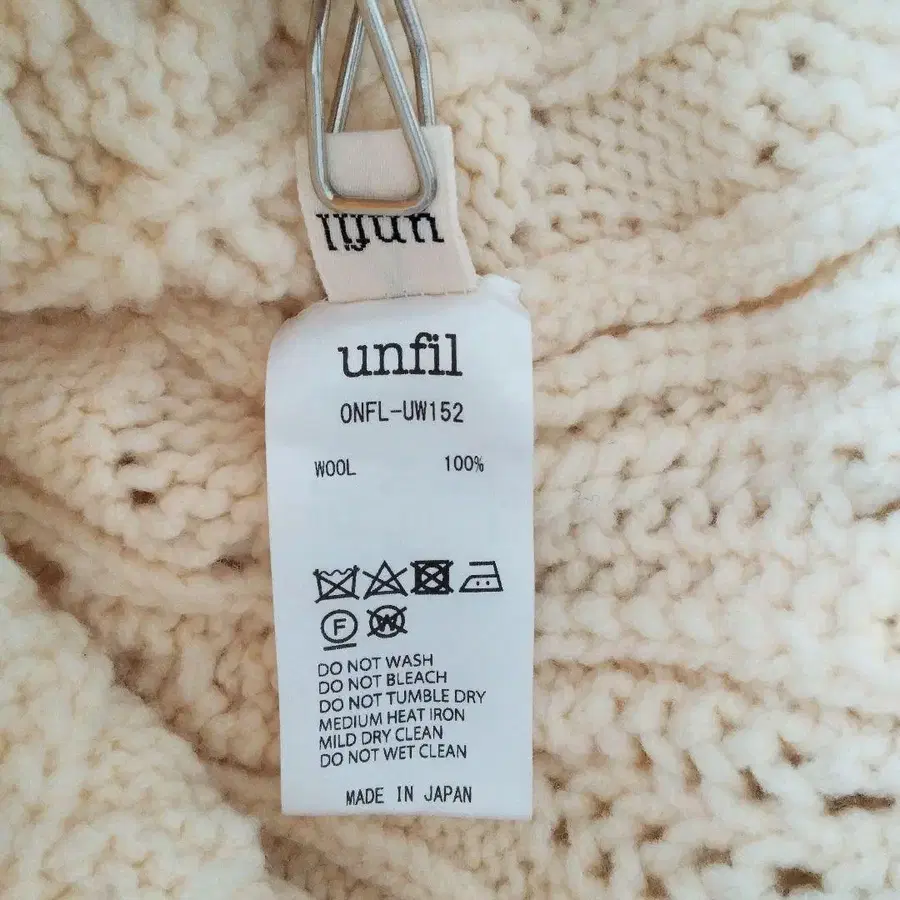 unfil
unfil
ONFL-UW152
WOOL 100%
F
W
DO NOT WASH
DO NOT BLEACH
DO NOT TUMBLE DRY
MEDIUM HEAT IRON
MILD DRY CLEAN
DO NOT WET CLEAN
MADE IN JAPAN